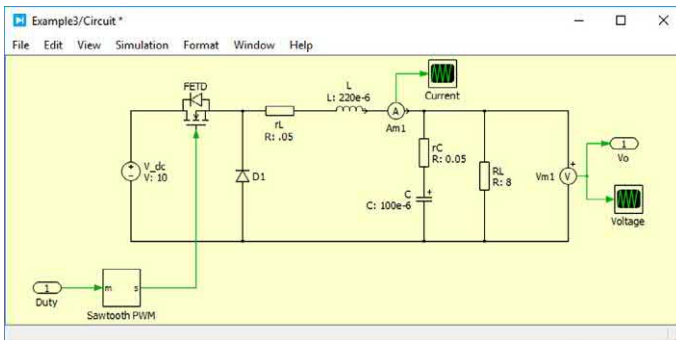 Example3/Circuit *
File Edit View Simulation Format Window Help
FETD
L
L: 220e-6
rL
R: .05
A
Am1
Current
V_dc
V: 10
D1
rC
R: 0.05
C
C: 100e-6
RL
R: 8
Vm1
V
1
Vo
Voltage
1
Duty
m s
Sawtooth PWM